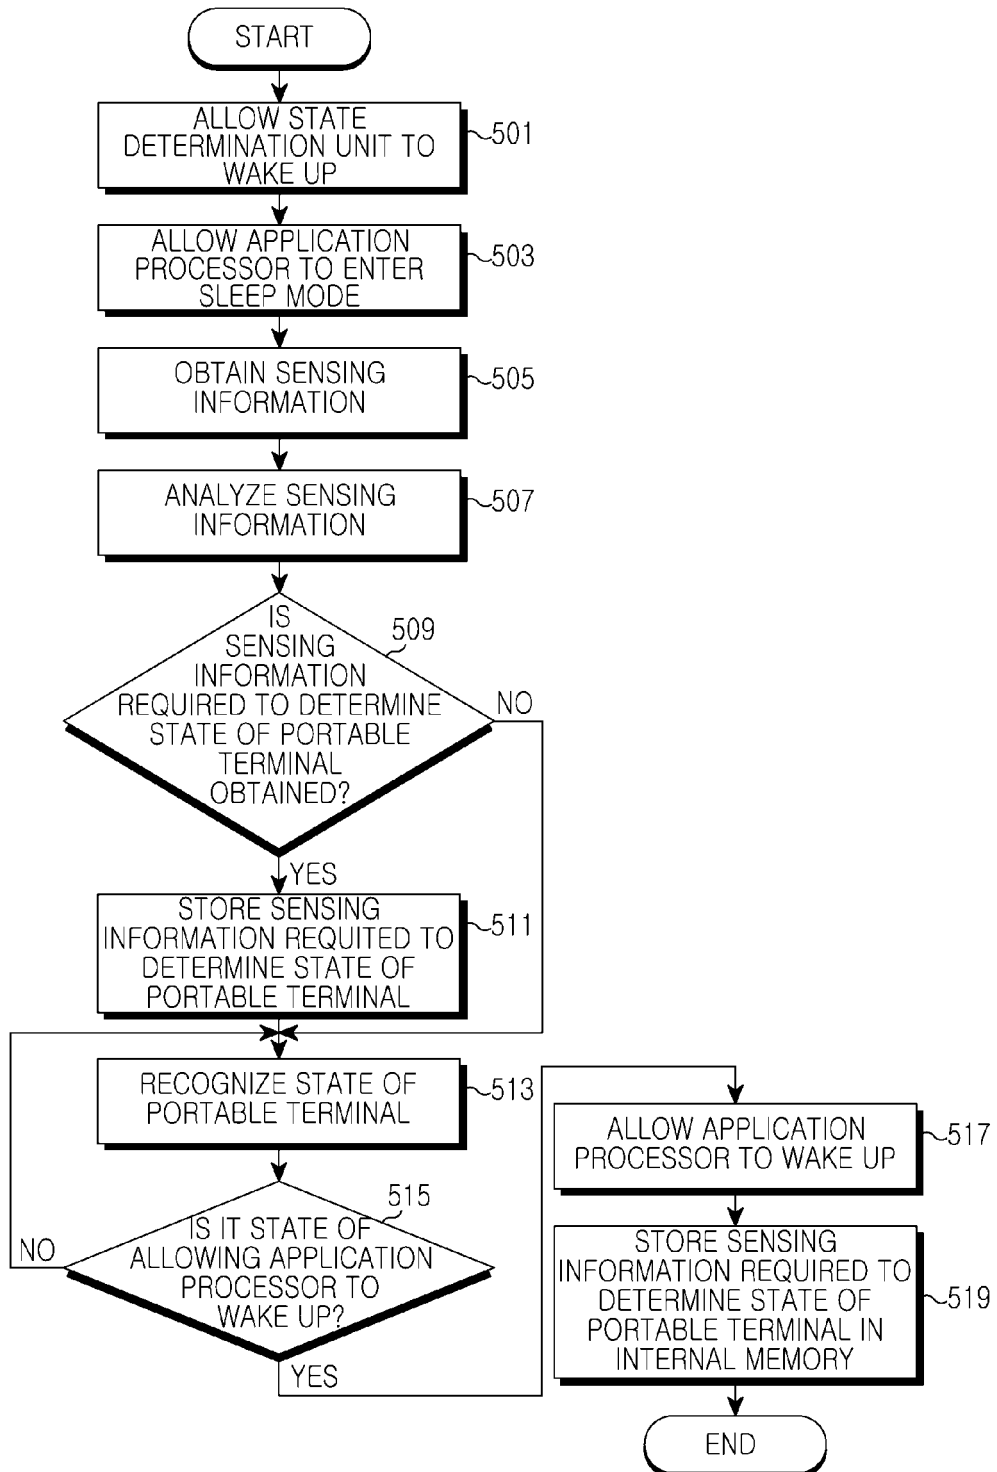 START
ALLOW STATE
DETERMINATION UNIT TO
WAKE UP
501
ALLOW APPLICATION
PROCESSOR TO ENTER
SLEEP MODE
503
OBTAIN SENSING
INFORMATION
505
ANALYZE SENSING
INFORMATION
507
IS
SENSING
INFORMATION
REQUIRED TO DETERMINE
STATE OF PORTABLE
TERMINAL
OBTAINED?
509
NO
YES
STORE SENSING
INFORMATION REQUITED TO
DETERMINE STATE OF
PORTABLE TERMINAL
511
RECOGNIZE STATE OF
PORTABLE TERMINAL
513
IS IT STATE OF
ALLOWING APPLICATION
PROCESSOR TO
WAKE UP?
515
NO
YES
ALLOW APPLICATION
PROCESSOR TO WAKE UP
517
STORE SENSING
INFORMATION REQUIRED TO
DETERMINE STATE OF
PORTABLE TERMINAL IN
INTERNAL MEMORY
519
END